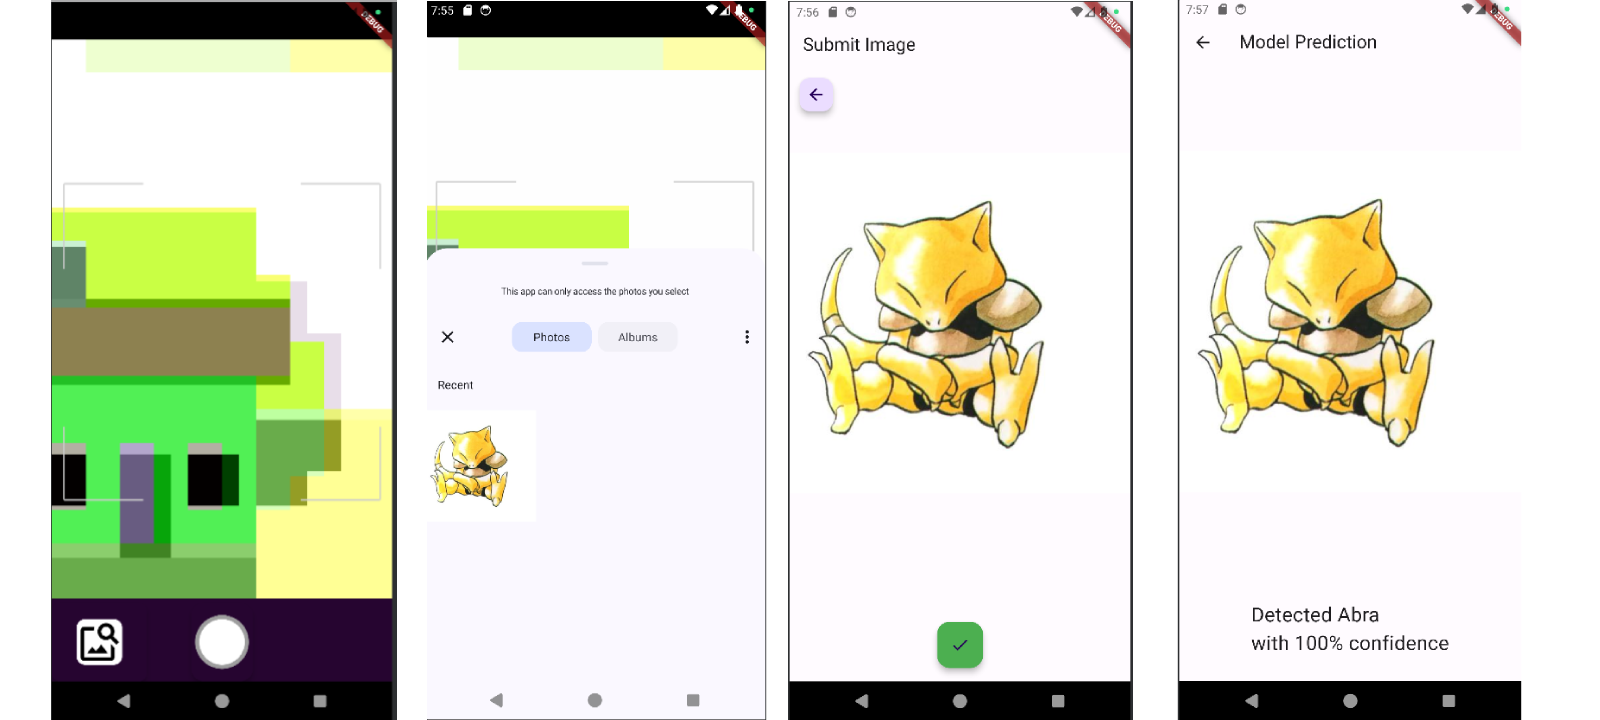 DEBUG
7:55
DEBUG
This app can only access the photos you select
Photos
Albums
Recent
7:56
DEBUG
Submit Image
7:57
DEBUG
Model Prediction
Detected Abra
with 100% confidence